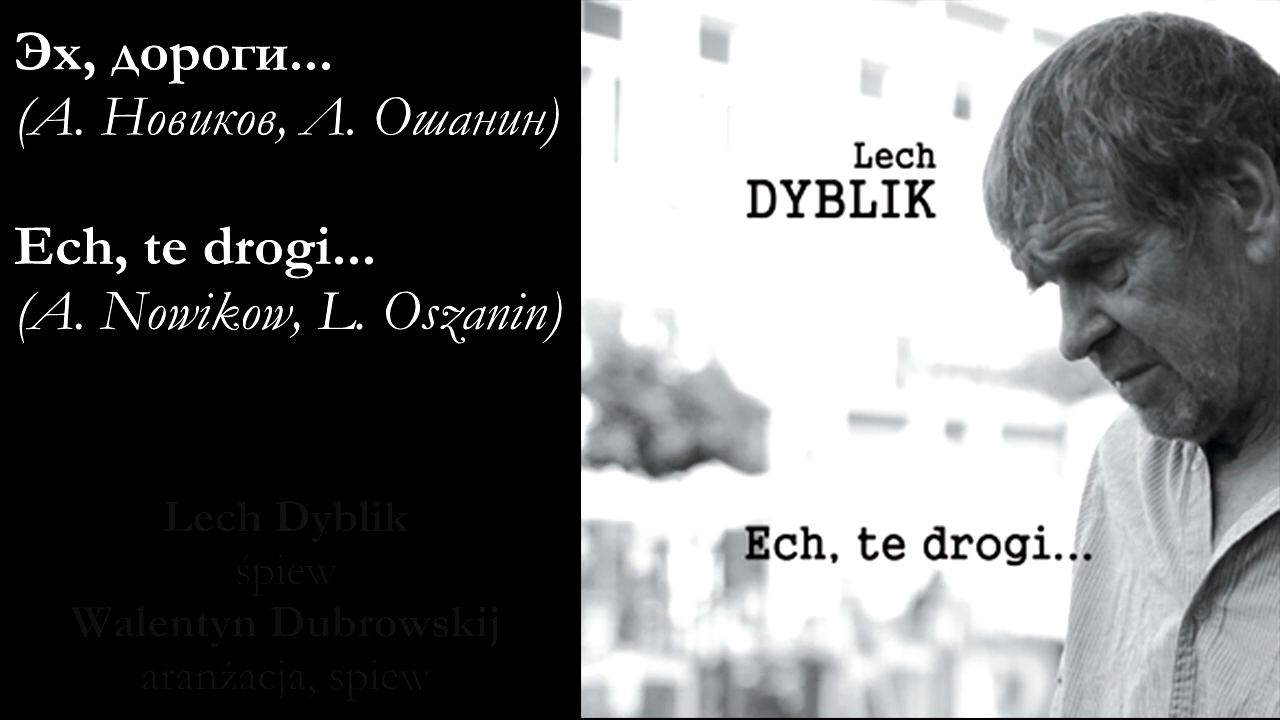 Эх, дороги...
(А. Новиков, Л. Ошанин)
Ech, te drogi...
(A. Nowikow, L. Oszanin)
Lech Dyblik
śpiew
Walentyn Dubrowskij
aranżacja, spiew
Lech
DYBLIK
Ech, te drogi...